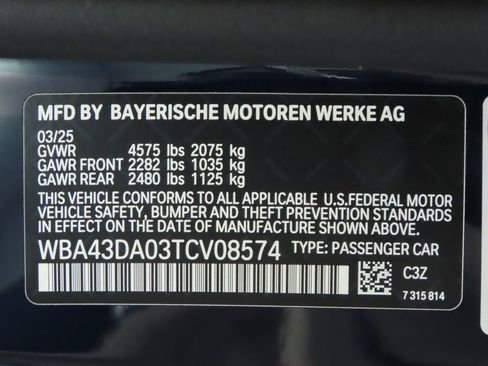 MFD BY BAYERISCHE MOTOREN WERKE AG
03/25
GVWR 4575 lbs 2075 kg
GAWR FRONT 2282 lbs 1035 kg
GAWR REAR 2480 lbs 1125 kg
THIS VEHICLE CONFORMS TO ALL APPLICABLE U.S.FEDERAL MOTOR
VEHICLE SAFETY, BUMPER AND THEFT PREVENTION STANDARDS
IN EFFECT ON THE DATE OF MANUFACTURE SHOWN ABOVE.
WBA43DA03TCV08574 TYPE: PASSENGER CAR
C3Z
7 315 814